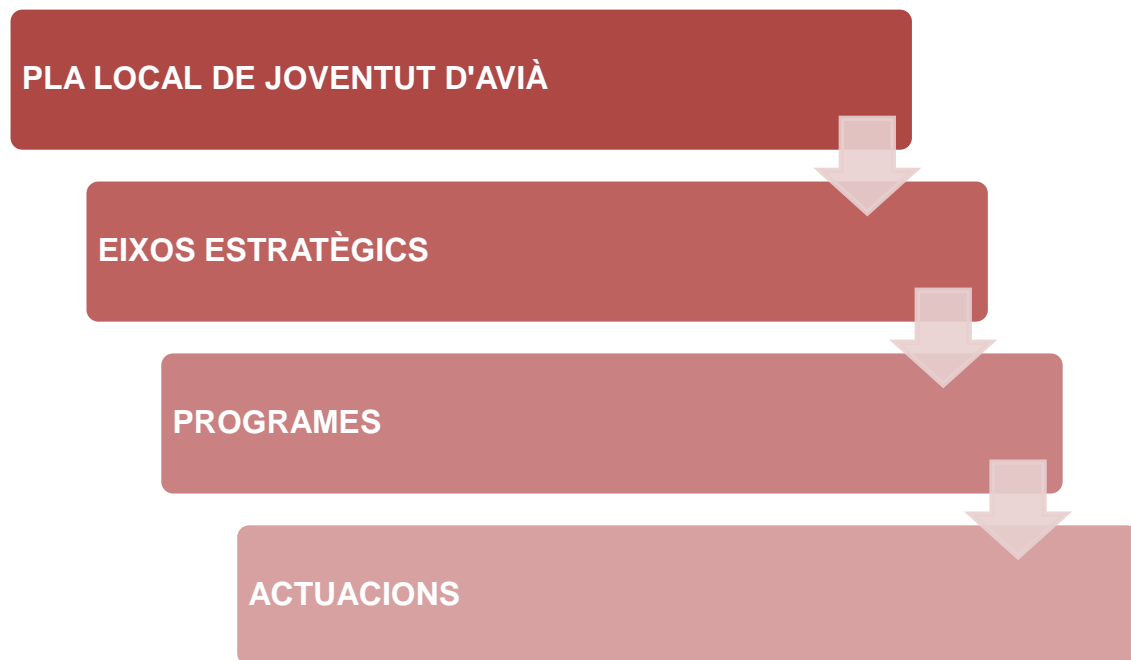 PLA LOCAL DE JOVENTUT D'AVIÀ
EIXOS ESTRATÈGICS
PROGRAMES
ACTUACIONS